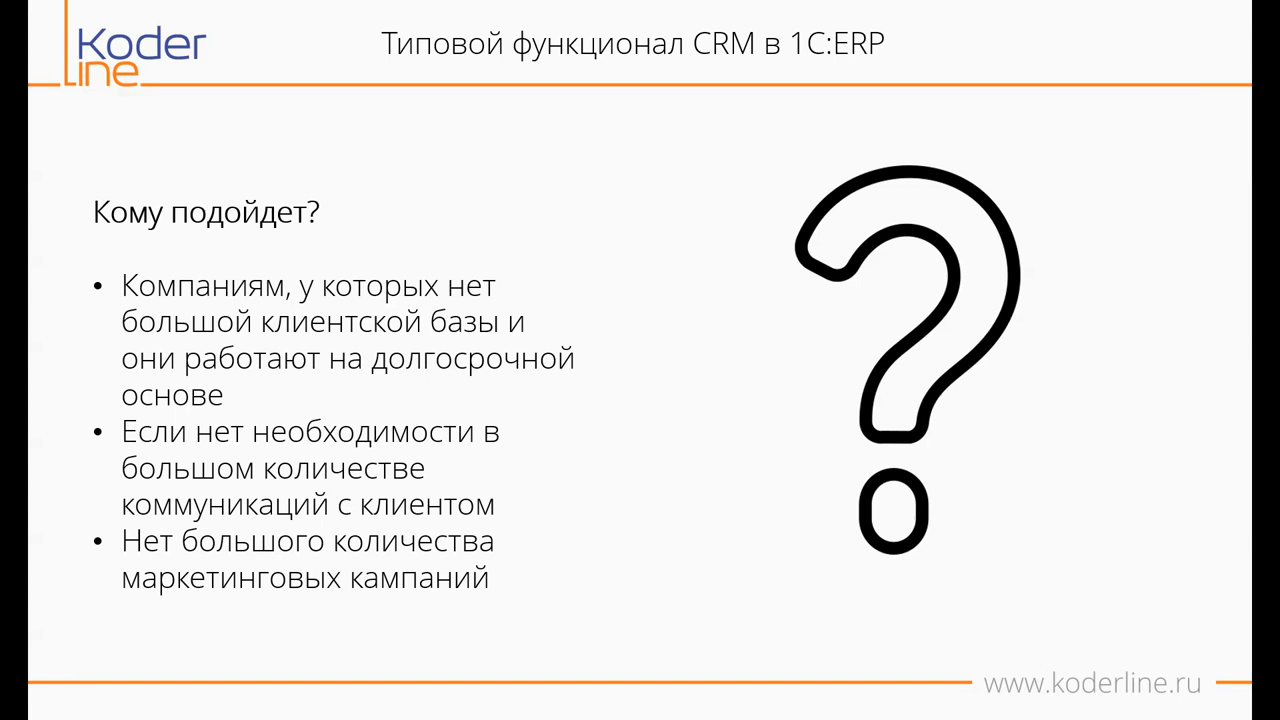 Koder
line
Типовой функционал CRM в 1С:ERP
Кому подойдет?
• Компаниям, у которых нет
большой клиентской базы и
они работают на долгосрочной
основе
• Если нет необходимости в
большом количестве
коммуникаций с клиентом
• Нет большого количества
маркетинговых кампаний
www.koderline.ru